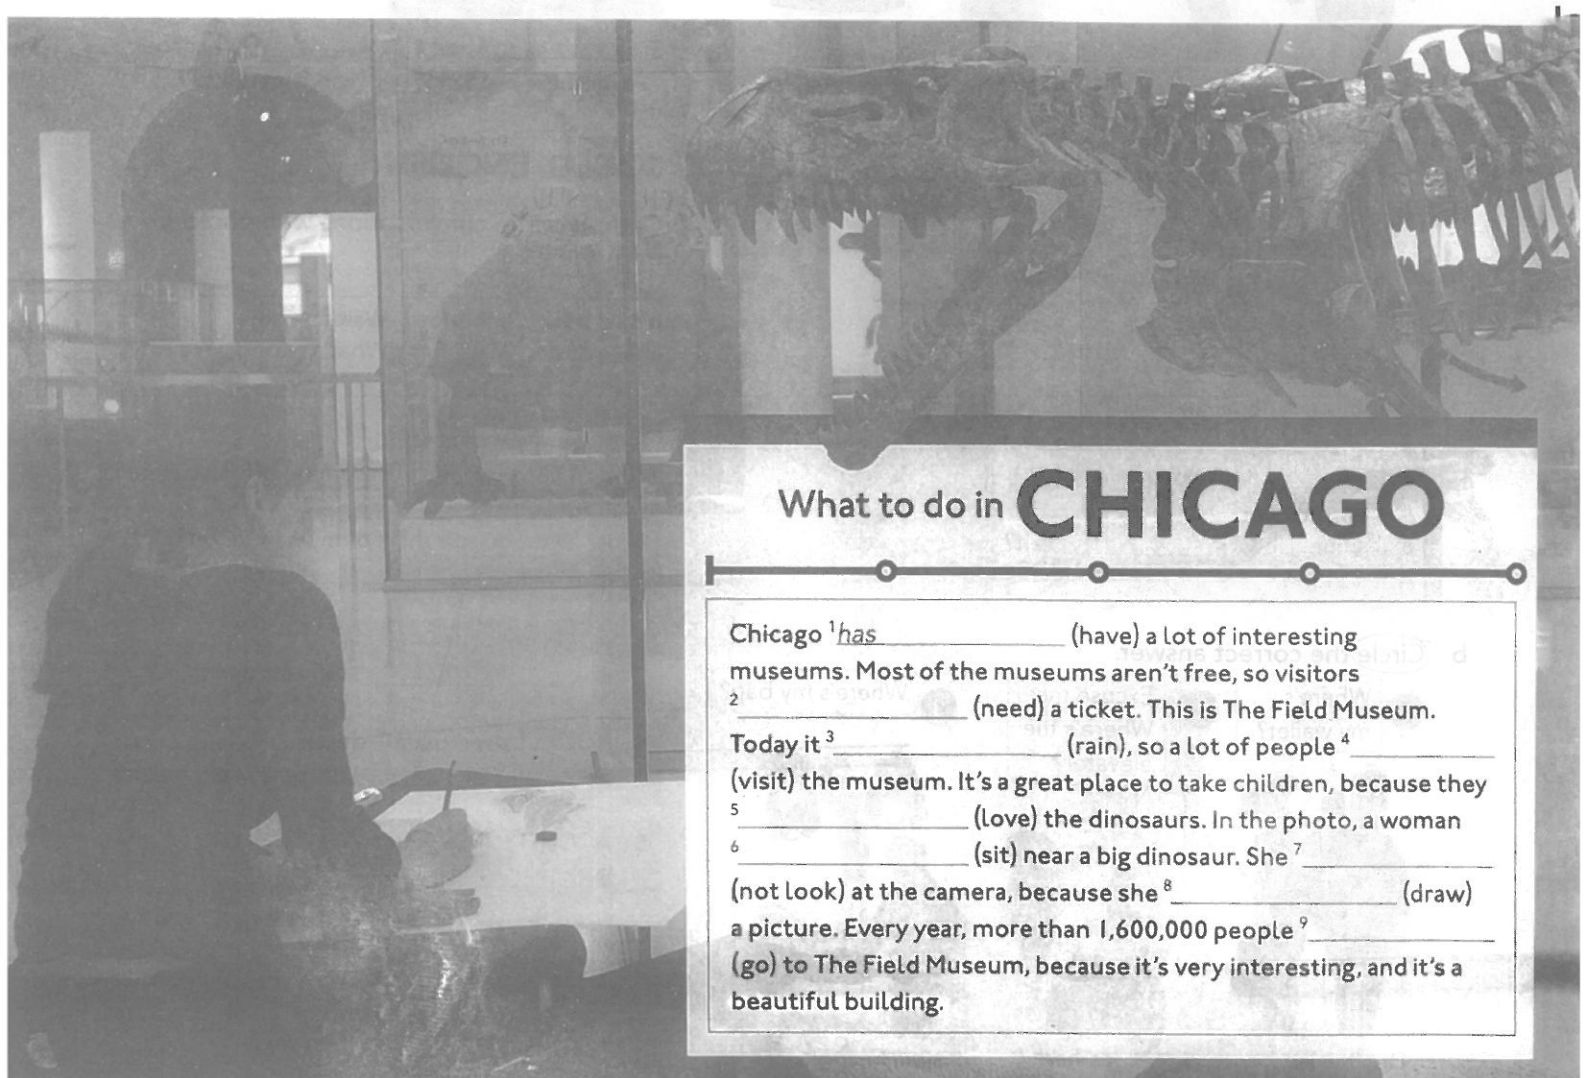 What to do in CHICAGO
Chicago 1 has (have) a lot of interesting
museums. Most of the museums aren't free, so visitors
2 (need) a ticket. This is The Field Museum.
Today it 3 (rain), so a lot of people 4
(visit) the museum. It's a great place to take children, because they
5 (love) the dinosaurs. In the photo, a woman
6 (sit) near a big dinosaur. She 7
(not look) at the camera, because she 8 (draw)
a picture. Every year, more than 1,600,000 people 9
(go) to The Field Museum, because it's very interesting, and it's a
beautiful building.